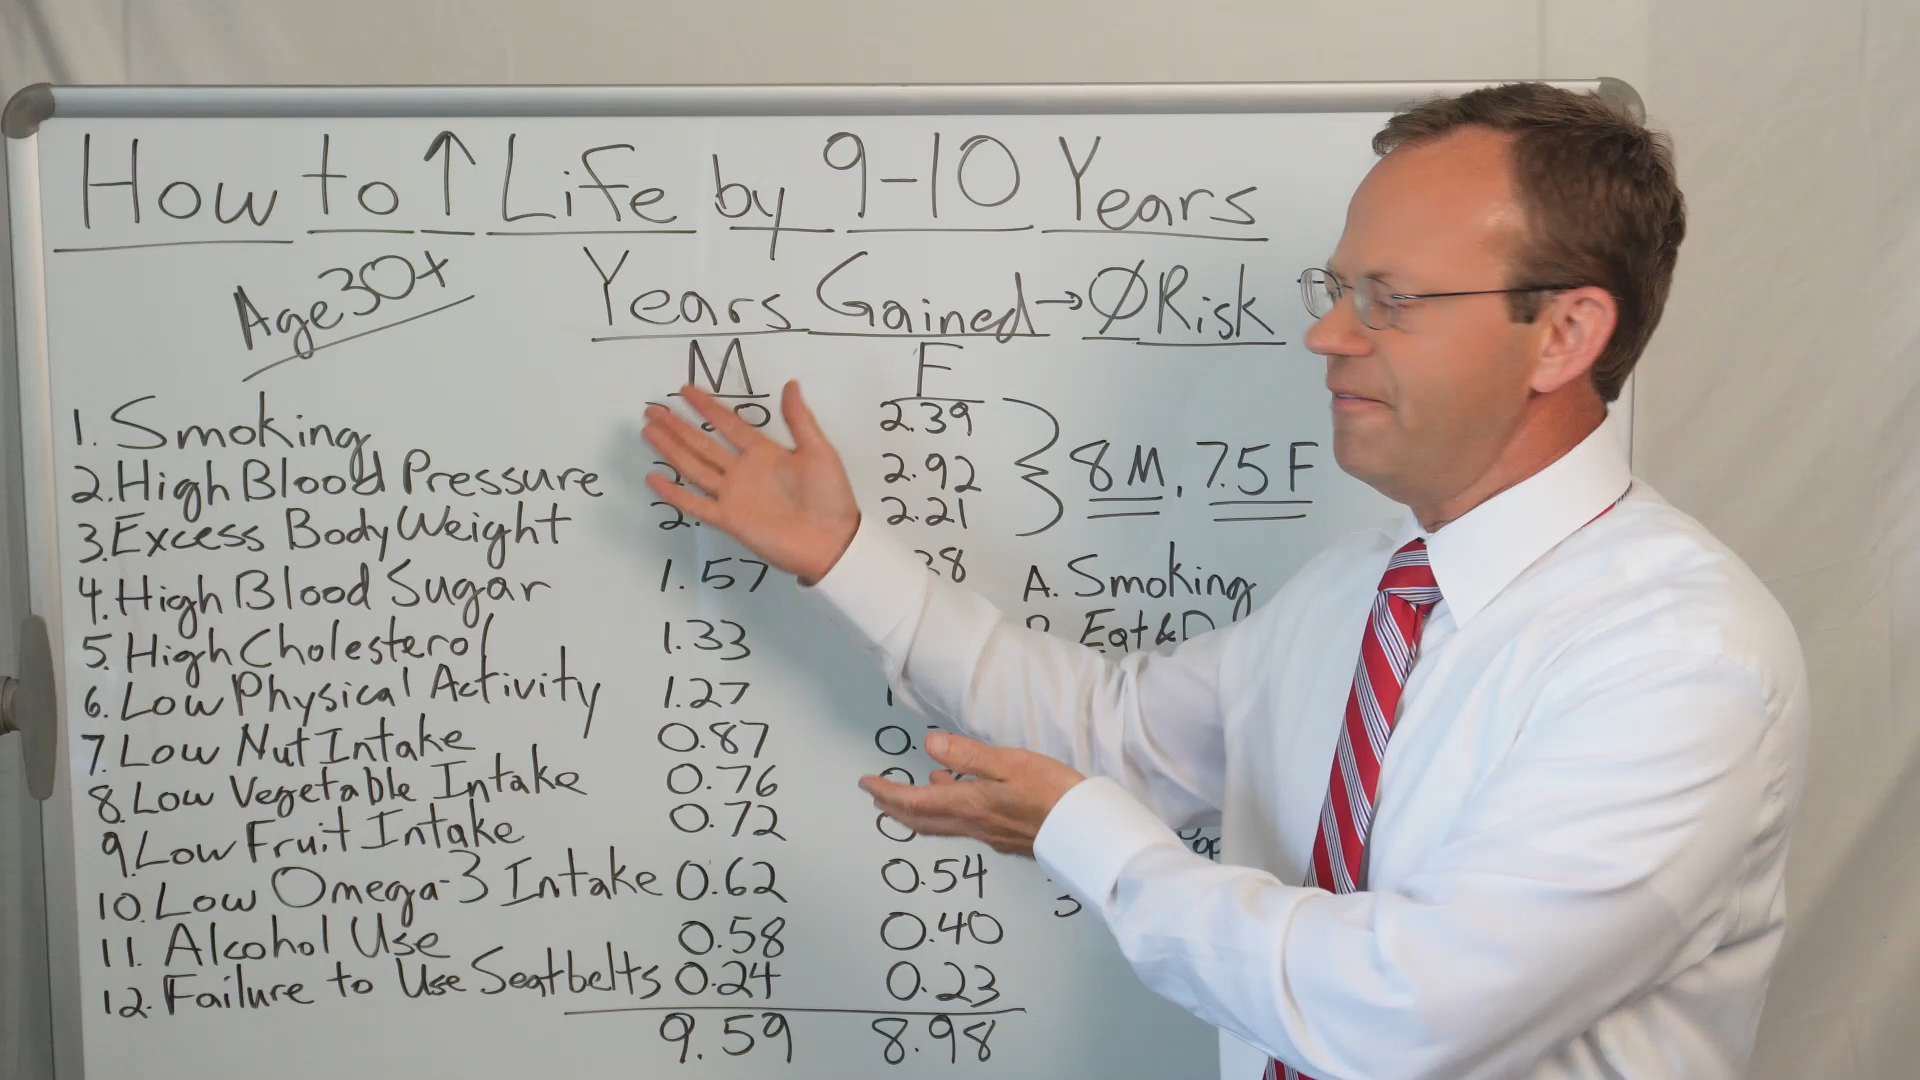 How to ↑ Life by 9-10 Years
Age 30+ Years Gained → Ø Risk
M F
1. Smoking 2.39
2. High Blood Pressure 2.92
3. Excess Body Weight 2.21
8M, 7.5F
4. High Blood Sugar 1.57
A. Smoking
5. High Cholesterol 1.33
Eat &
6. Low Physical Activity 1.27
7. Low Nut Intake 0.87
8. Low Vegetable Intake 0.76
9. Low Fruit Intake 0.72
10. Low Omega-3 Intake 0.62 0.54
11. Alcohol Use 0.58 0.40
12. Failure to Use Seatbelts 0.24 0.23
9.59 8.98